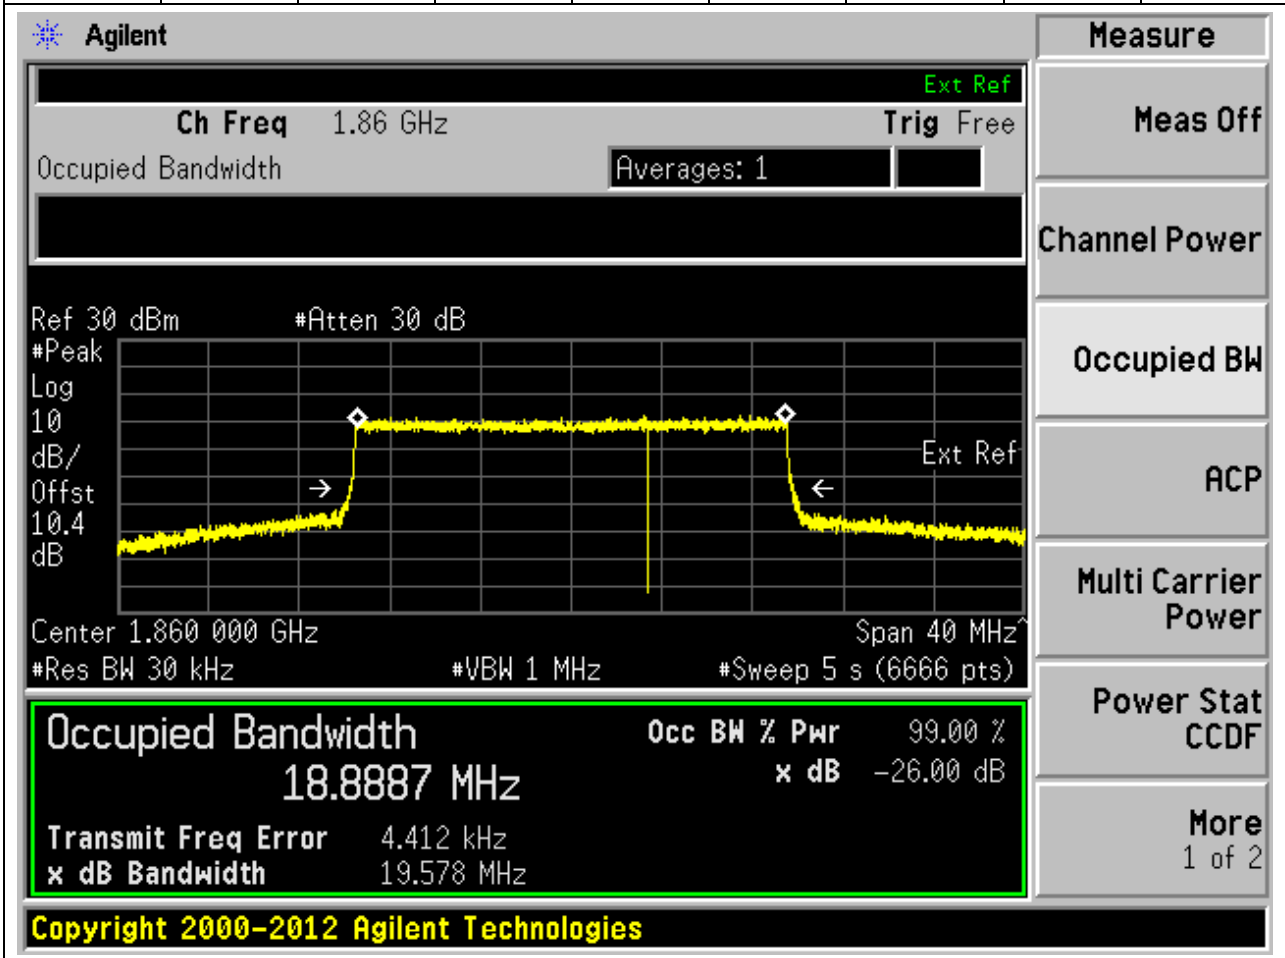 Agilent
Measure
Ext Ref
Ch Freq 1.86 GHz Trig Free
Occupied Bandwidth Averages: 1
Meas Off
Channel Power
Occupied BW
ACP
Multi Carrier
Power
Power Stat
CCDF
More
1 of 2
Ref 30 dBm #Atten 30 dB
#Peak
Log
10
dB/
Offst
10.4
dB
Ext Ref
Center 1.860 000 GHz Span 40 MHz^
#Res BW 30 kHz #VBW 1 MHz #Sweep 5 s (6666 pts)
Occupied Bandwidth Occ BW % Pwr 99.00 %
18.8887 MHz x dB -26.00 dB
Transmit Freq Error 4.412 kHz
x dB Bandwidth 19.578 MHz
Copyright 2000-2012 Agilent Technologies